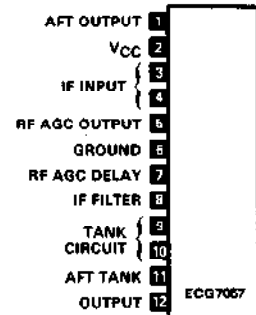 AFT OUTPUT 1
VCC 2
IF INPUT { 3
4
RF AGC OUTPUT 5
GROUND 6
RF AGC DELAY 7
IF FILTER 8
TANK CIRCUIT { 9
10
AFT TANK 11
OUTPUT 12
ECG7067